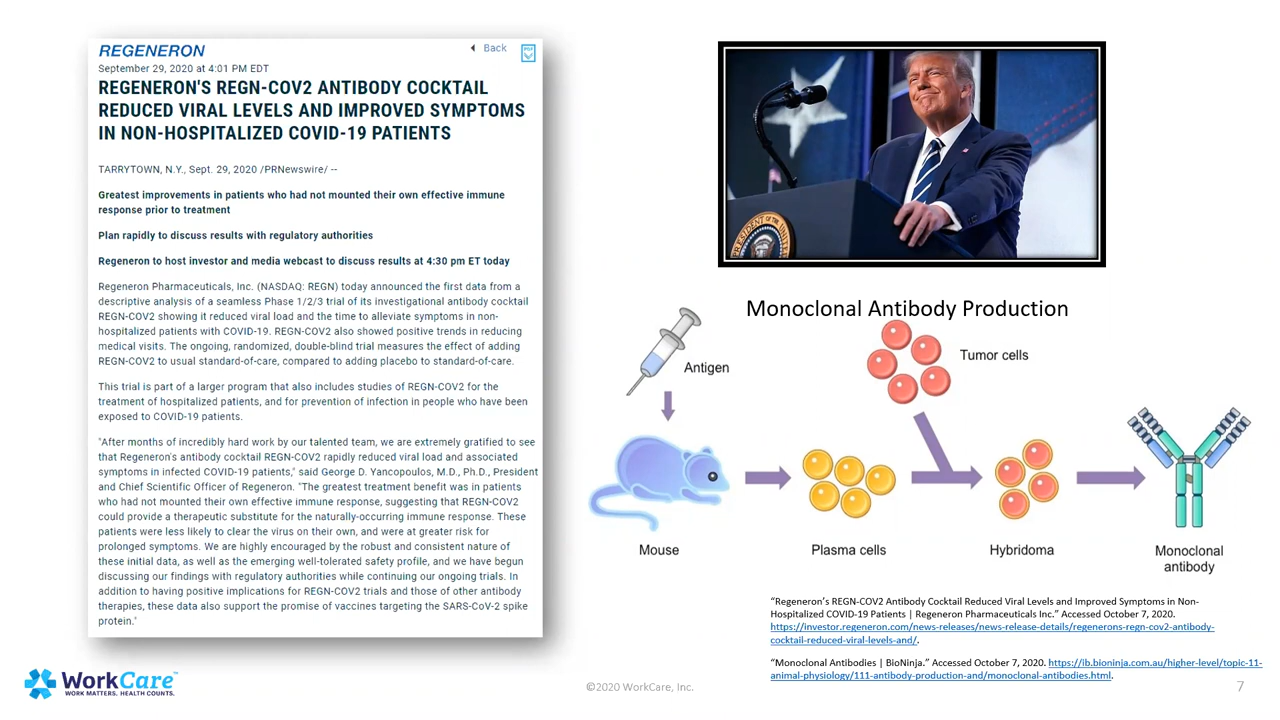 REGENERON
Back
PDF
September 29, 2020 at 4:01 PM EDT
REGENERON'S REGN-COV2 ANTIBODY COCKTAIL
REDUCED VIRAL LEVELS AND IMPROVED SYMPTOMS
IN NON-HOSPITALIZED COVID-19 PATIENTS
TARRYTOWN, N.Y., Sept. 29, 2020 /PRNewswire/ --
Greatest improvements in patients who had not mounted their own effective immune
response prior to treatment
Plan rapidly to discuss results with regulatory authorities
Regeneron to host investor and media webcast to discuss results at 4:30 pm ET today
Regeneron Pharmaceuticals, Inc. (NASDAQ: REGN) today announced the first data from a
descriptive analysis of a seamless Phase 1/2/3 trial of its investigational antibody cocktail
REGN-COV2 showing it reduced viral load and the time to alleviate symptoms in non-
hospitalized patients with COVID-19. REGN-COV2 also showed positive trends in reducing
medical visits. The ongoing, randomized, double-blind trial measures the effect of adding
REGN-COV2 to usual standard-of-care, compared to adding placebo to standard-of-care.
This trial is part of a larger program that also includes studies of REGN-COV2 for the
treatment of hospitalized patients, and for prevention of infection in people who have been
exposed to COVID-19 patients.
"After months of incredibly hard work by our talented team, we are extremely gratified to see
that Regeneron's antibody cocktail REGN-COV2 rapidly reduced viral load and associated
symptoms in infected COVID-19 patients," said George D. Yancopoulos, M.D., Ph.D., President
and Chief Scientific Officer of Regeneron. "The greatest treatment benefit was in patients
who had not mounted their own effective immune response, suggesting that REGN-COV2
could provide a therapeutic substitute for the naturally-occurring immune response. These
patients were less likely to clear the virus on their own, and were at greater risk for
prolonged symptoms. We are highly encouraged by the robust and consistent nature of
these initial data, as well as the emerging well-tolerated safety profile, and we have begun
discussing our findings with regulatory authorities while continuing our ongoing trials. In
addition to having positive implications for REGN-COV2 trials and those of other antibody
therapies, these data also support the promise of vaccines targeting the SARS-CoV-2 spike
protein."
PRESIDENT OF THE
Monoclonal Antibody Production
Antigen
Tumor cells
Mouse
Plasma cells
Hybridoma
Monoclonal
antibody
“Regeneron’s REGN-COV2 Antibody Cocktail Reduced Viral Levels and Improved Symptoms in Non-
Hospitalized COVID-19 Patients | Regeneron Pharmaceuticals Inc.” Accessed October 7, 2020.
https://investor.regeneron.com/news-releases/news-release-details/regenerons-regn-cov2-antibody-
cocktail-reduced-viral-levels-and/.
“Monoclonal Antibodies | BioNinja.” Accessed October 7, 2020. https://ib.bioninja.com.au/higher-level/topic-11-
animal-physiology/111-antibody-production-and/monoclonal-antibodies.html.
WorkCare™
WORK MATTERS. HEALTH COUNTS.
©2020 WorkCare, Inc.
7